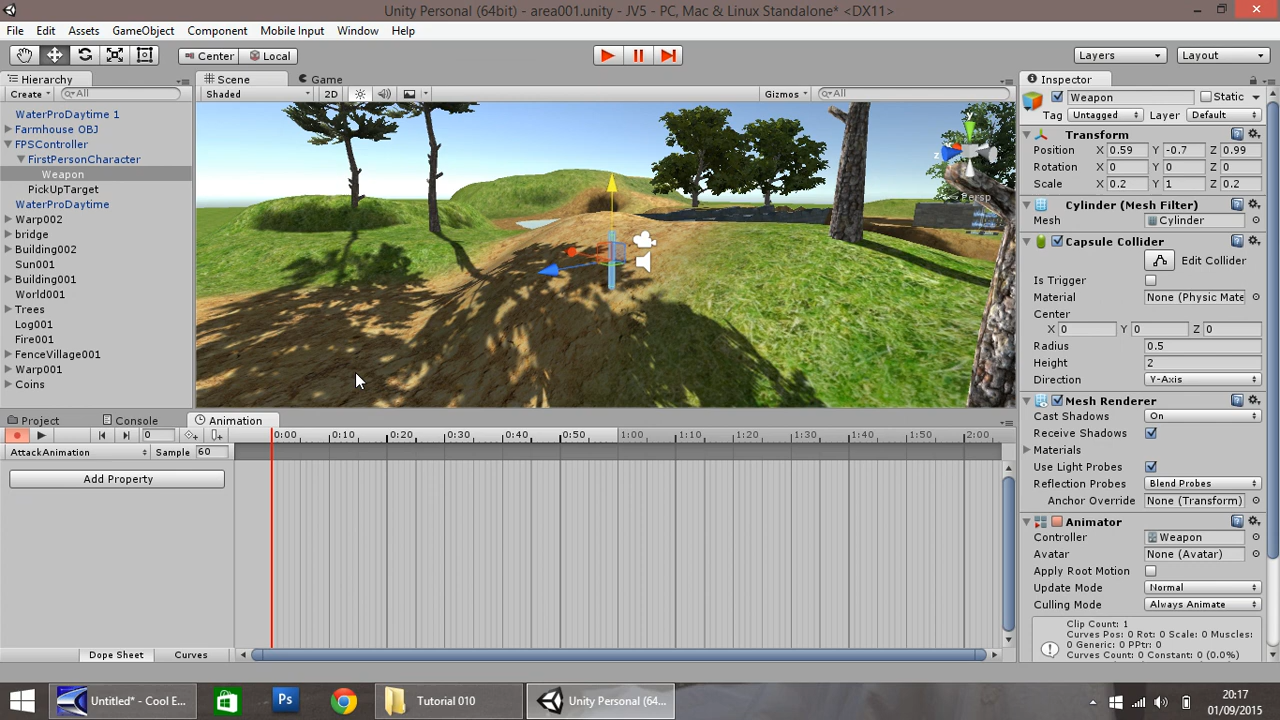 Unity Personal (64bit) - area001.unity - JV5 - PC, Mac & Linux Standalone* <DX11>
File Edit Assets GameObject Component Mobile Input Window Help
Center Local Layers Layout
Hierarchy
Create All
WaterProDaytime 1
Farmhouse OBJ
FPSController
FirstPersonCharacter
Weapon
PickUpTarget
WaterProDaytime
Warp002
bridge
Building002
Sun001
Building001
World001
Trees
Log001
Fire001
FenceVillage001
Warp001
Coins
Scene Game
Shaded 2D Gizmos All
y
z
Persp
Inspector
Weapon Static
Tag Untagged Layer Default
Transform
Position X 0.59 Y -0.7 Z 0.99
Rotation X 0 Y 0 Z 0
Scale X 0.2 Y 1 Z 0.2
Cylinder (Mesh Filter)
Mesh Cylinder
Capsule Collider
Edit Collider
Is Trigger
Material None (Physic Mate
Center
X 0 Y 0 Z 0
Radius 0.5
Height 2
Direction Y-Axis
Mesh Renderer
Cast Shadows On
Receive Shadows
Materials
Use Light Probes
Reflection Probes Blend Probes
Anchor Override None (Transform)
Animator
Controller Weapon
Avatar None (Avatar)
Apply Root Motion
Update Mode Normal
Culling Mode Always Animate
Clip Count: 1
Curves Pos: 0 Rot: 0 Scale: 0 Muscles:
0 Generic: 0 PPtr: 0
Curves Count: 0 Constant: 0 (0.0%)
Project Console Animation
0 0:00 0:10 0:20 0:30 0:40 0:50 1:00 1:10 1:20 1:30 1:40 1:50 2:00
AttackAnimation Sample 60
Add Property
Dope Sheet Curves
Untitled* - Cool E... Ps Tutorial 010 Unity Personal (64...
20:17
01/09/2015